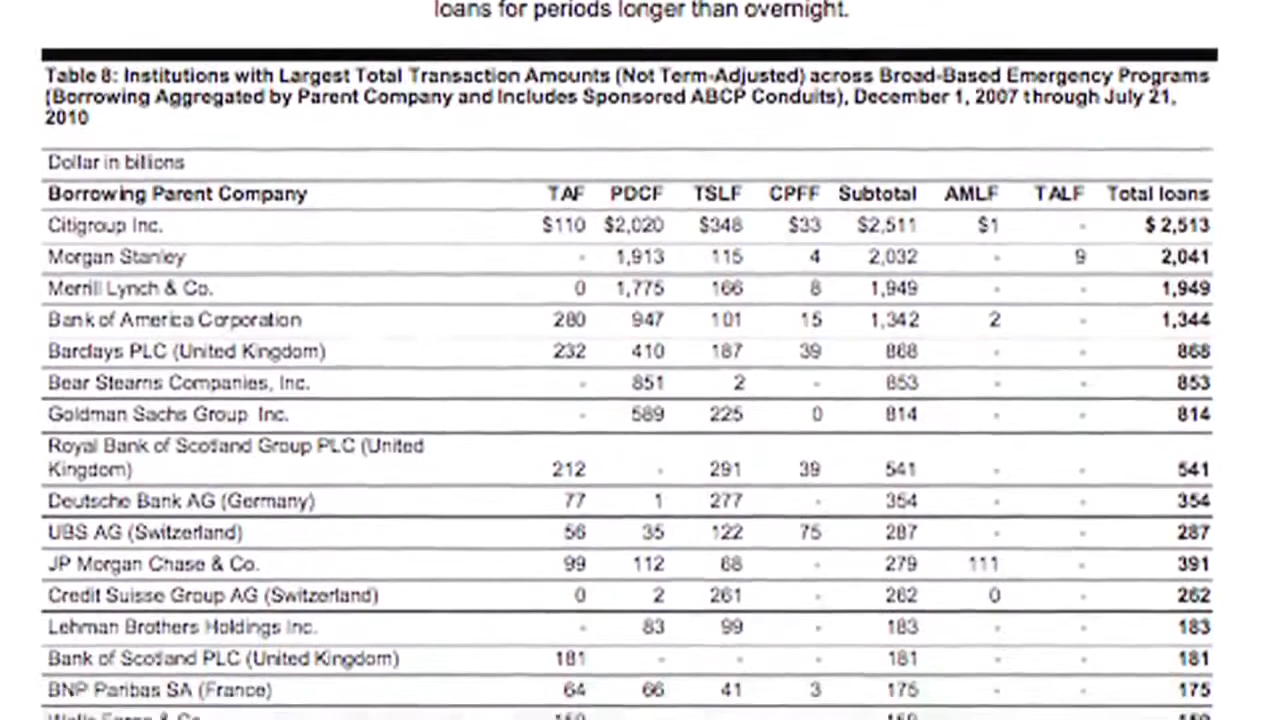 loans for periods longer than overnight.
Table 8: Institutions with Largest Total Transaction Amounts (Not Term-Adjusted) across Broad-Based Emergency Programs
(Borrowing Aggregated by Parent Company and Includes Sponsored ABCP Conduits), December 1, 2007 through July 21,
2010
Dollar in billions
Borrowing Parent Company TAF PDCF TSLF CPFF Subtotal AMLF TALF Total loans
Citigroup Inc. $110 $2,020 $348 $33 $2,511 $1 - $ 2,513
Morgan Stanley - 1,913 115 4 2,032 - 9 2,041
Merrill Lynch & Co. 0 1,775 166 8 1,949 - - 1,949
Bank of America Corporation 280 947 101 15 1,342 2 - 1,344
Barclays PLC (United Kingdom) 232 410 187 39 868 - - 868
Bear Stearns Companies, Inc. - 851 2 - 853 - - 853
Goldman Sachs Group Inc. - 589 225 0 814 - - 814
Royal Bank of Scotland Group PLC (United
Kingdom) 212 - 291 39 541 - - 541
Deutsche Bank AG (Germany) 77 1 277 - 354 - - 354
UBS AG (Switzerland) 56 35 122 75 287 - - 287
JP Morgan Chase & Co. 99 112 68 - 279 111 - 391
Credit Suisse Group AG (Switzerland) 0 2 261 - 262 0 - 262
Lehman Brothers Holdings Inc. - 83 99 - 183 - - 183
Bank of Scotland PLC (United Kingdom) 181 - - - 181 - - 181
BNP Paribas SA (France) 64 66 41 3 175 - - 175
Wells Fargo & Co. 159 - - - 159 - - 159